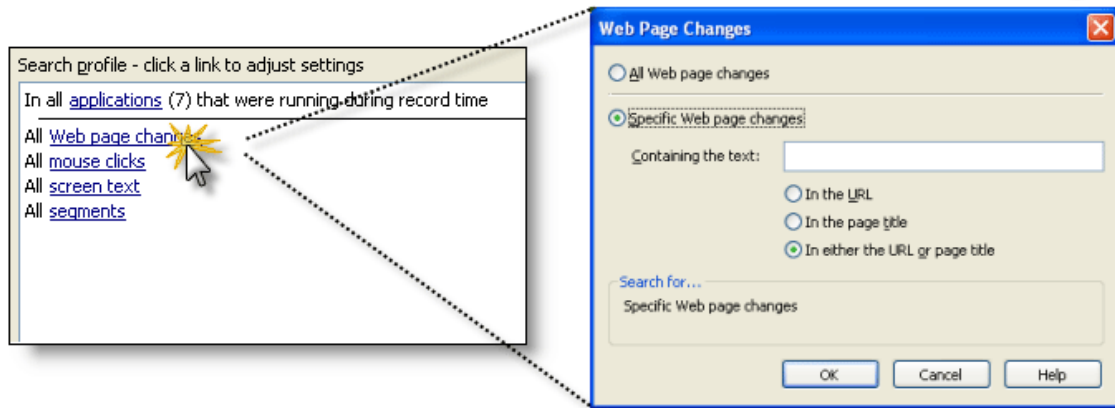 Search profile - click a link to adjust settings
In all applications (7) that were running during record time
All Web page changes
All mouse clicks
All screen text
All segments
Web Page Changes
All Web page changes
Specific Web page changes
Containing the text:
In the URL
In the page title
In either the URL or page title
Search for...
Specific Web page changes
OK Cancel Help